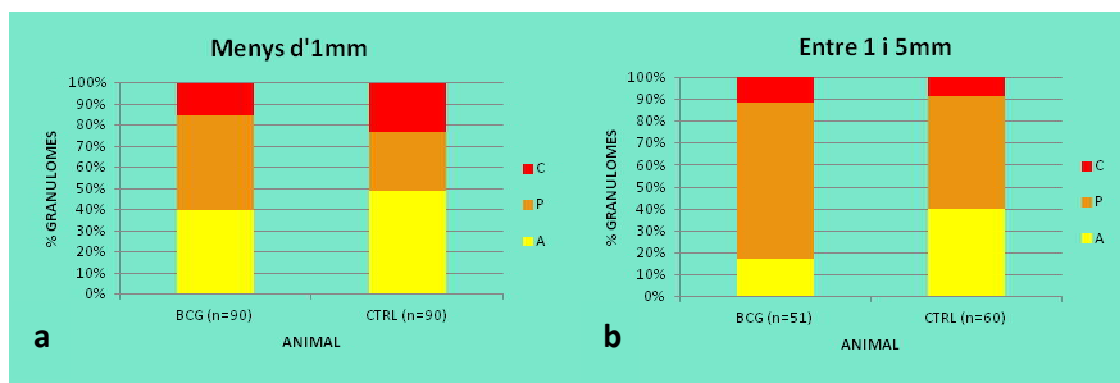 Menys d'1mm
100%
90%
80%
70%
60%
50%
40%
30%
20%
10%
0%
% GRANULOMES
BCG (n=90)
CTRL (n=90)
ANIMAL
C
P
A
a
Entre 1 i 5mm
100%
90%
80%
70%
60%
50%
40%
30%
20%
10%
0%
% GRANULOMES
BCG (n=51)
CTRL (n=60)
ANIMAL
C
P
A
b